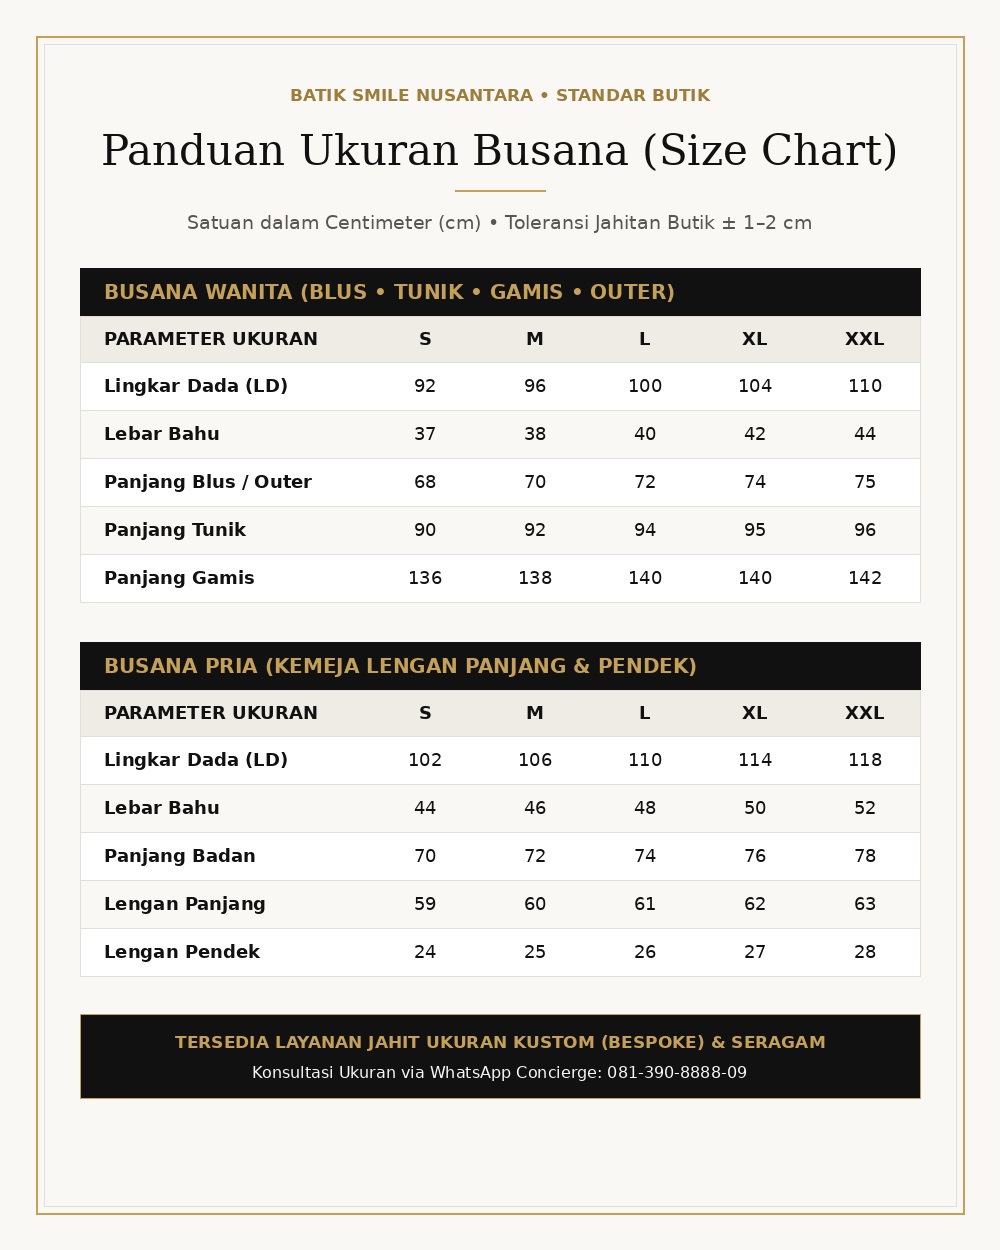 BATIK SMILE NUSANTARA • STANDAR BUTIK
Panduan Ukuran Busana (Size Chart)
Satuan dalam Centimeter (cm) • Toleransi Jahitan Butik ± 1–2 cm
BUSANA WANITA (BLUS • TUNIK • GAMIS • OUTER)
PARAMETER UKURAN S M L XL XXL
Lingkar Dada (LD) 92 96 100 104 110
Lebar Bahu 37 38 40 42 44
Panjang Blus / Outer 68 70 72 74 75
Panjang Tunik 90 92 94 95 96
Panjang Gamis 136 138 140 140 142
BUSANA PRIA (KEMEJA LENGAN PANJANG & PENDEK)
PARAMETER UKURAN S M L XL XXL
Lingkar Dada (LD) 102 106 110 114 118
Lebar Bahu 44 46 48 50 52
Panjang Badan 70 72 74 76 78
Lengan Panjang 59 60 61 62 63
Lengan Pendek 24 25 26 27 28
TERSEDIA LAYANAN JAHIT UKURAN KUSTOM (BESPOKE) & SERAGAM
Konsultasi Ukuran via WhatsApp Concierge: 081-390-8888-09